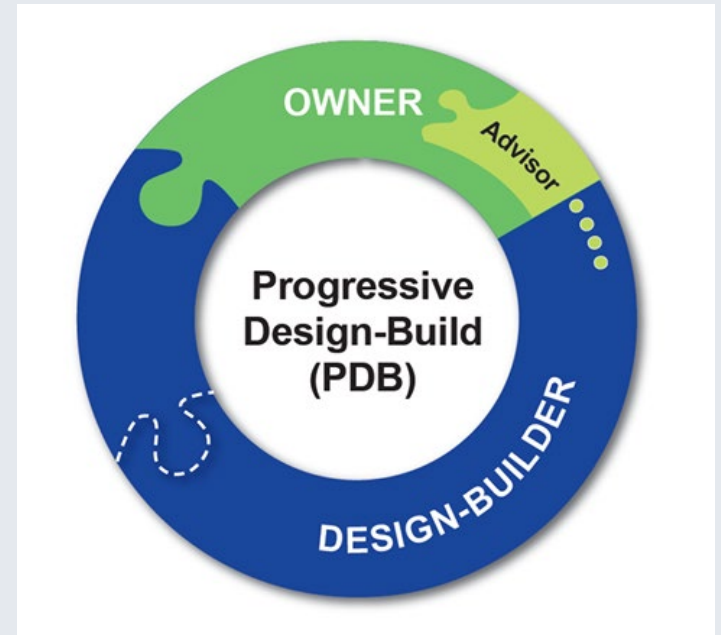 OWNER
Advisor
Progressive
Design-Build
(PDB)
DESIGN-BUILDER